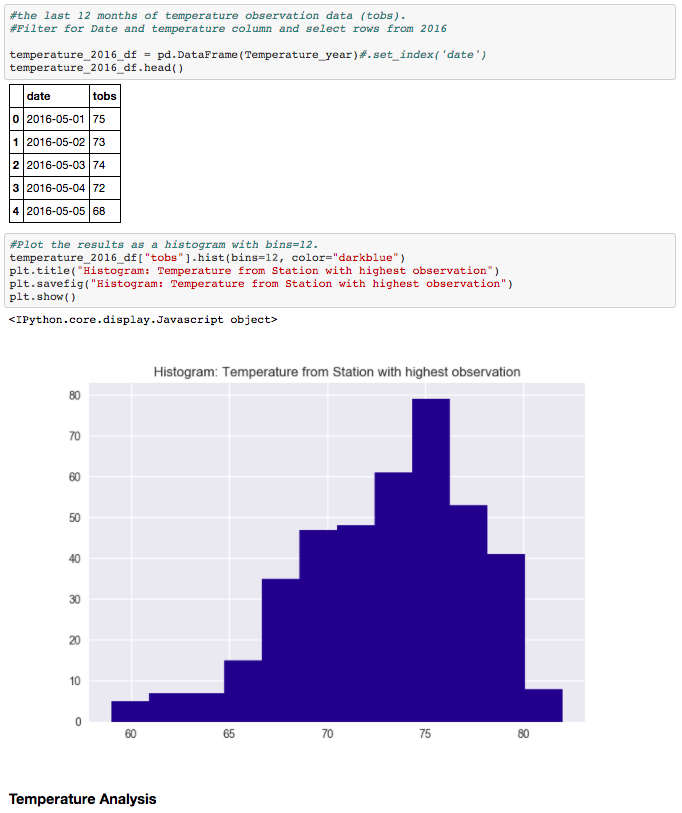 #the last 12 months of temperature observation data (tobs).
#Filter for Date and temperature column and select rows from 2016
temperature_2016_df = pd.DataFrame(Temperature_year)#.set_index('date')
temperature_2016_df.head()
date tobs
0 2016-05-01 75
1 2016-05-02 73
2 2016-05-03 74
3 2016-05-04 72
4 2016-05-05 68
#Plot the results as a histogram with bins=12.
temperature_2016_df["tobs"].hist(bins=12, color="darkblue")
plt.title("Histogram: Temperature from Station with highest observation")
plt.savefig("Histogram: Temperature from Station with highest observation")
plt.show()
<IPython.core.display.Javascript object>
Histogram: Temperature from Station with highest observation
80
70
60
50
40
30
20
10
0
60 65 70 75 80
Temperature Analysis